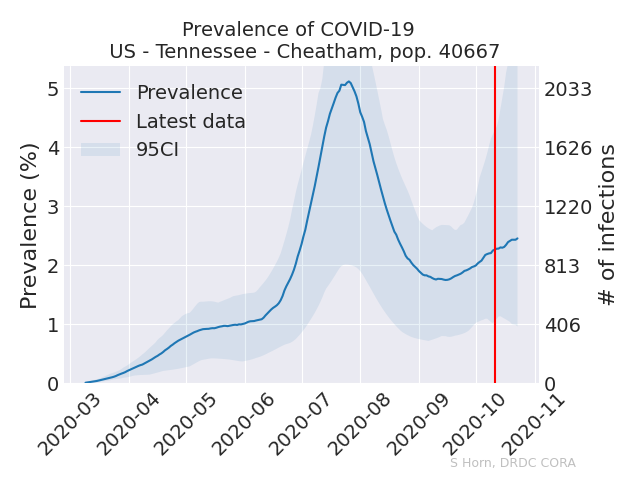 Prevalence of COVID-19
US - Tennessee - Cheatham, pop. 40667
Prevalence
Latest data
95CI
Prevalence (%)
5
4
3
2
1
0
2033
1626
1220
813
406
0
# of infections
2020-03
2020-04
2020-05
2020-06
2020-07
2020-08
2020-09
2020-10
2020-11
S Horn, DRDC CORA